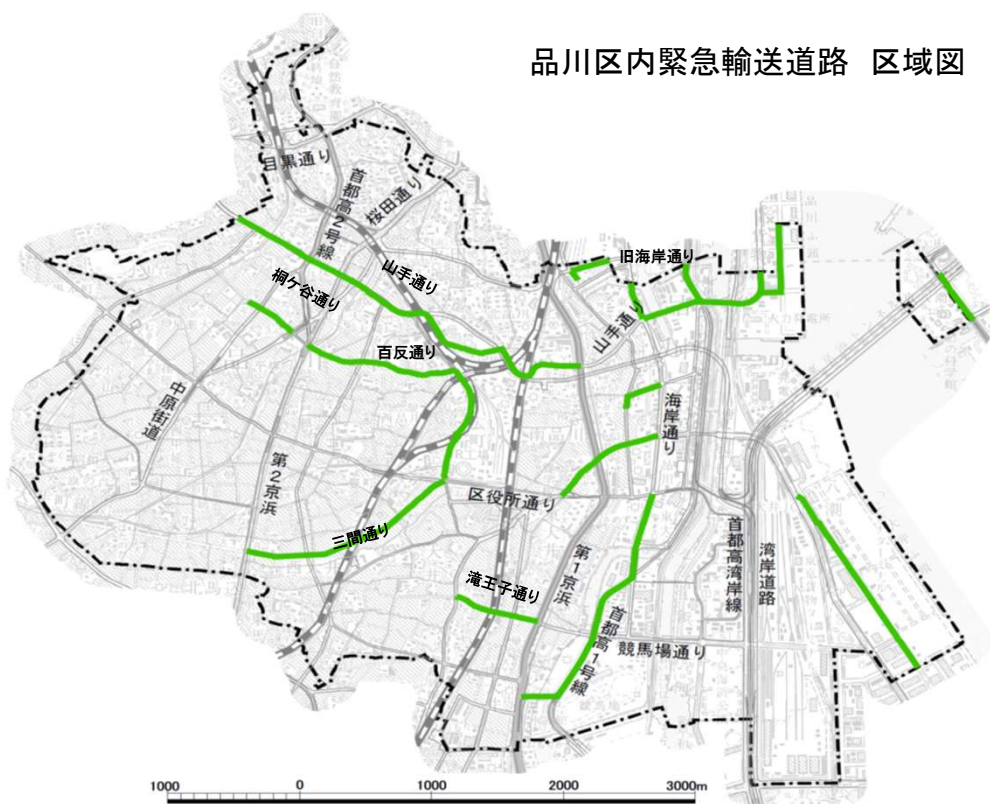 品川区内緊急輸送道路 区域図
目黒通り
首都高2号線
桜田通り
旧海岸通り
山手通り
桐ケ谷通り
山手通り
百反通り
中原街道
海岸通り
第2京浜
区役所通り
三間通り
首都高湾岸線
湾岸道路
第1京浜
滝王子通り
首都高1号線
競馬場通り
1000 0 1000 2000 3000m